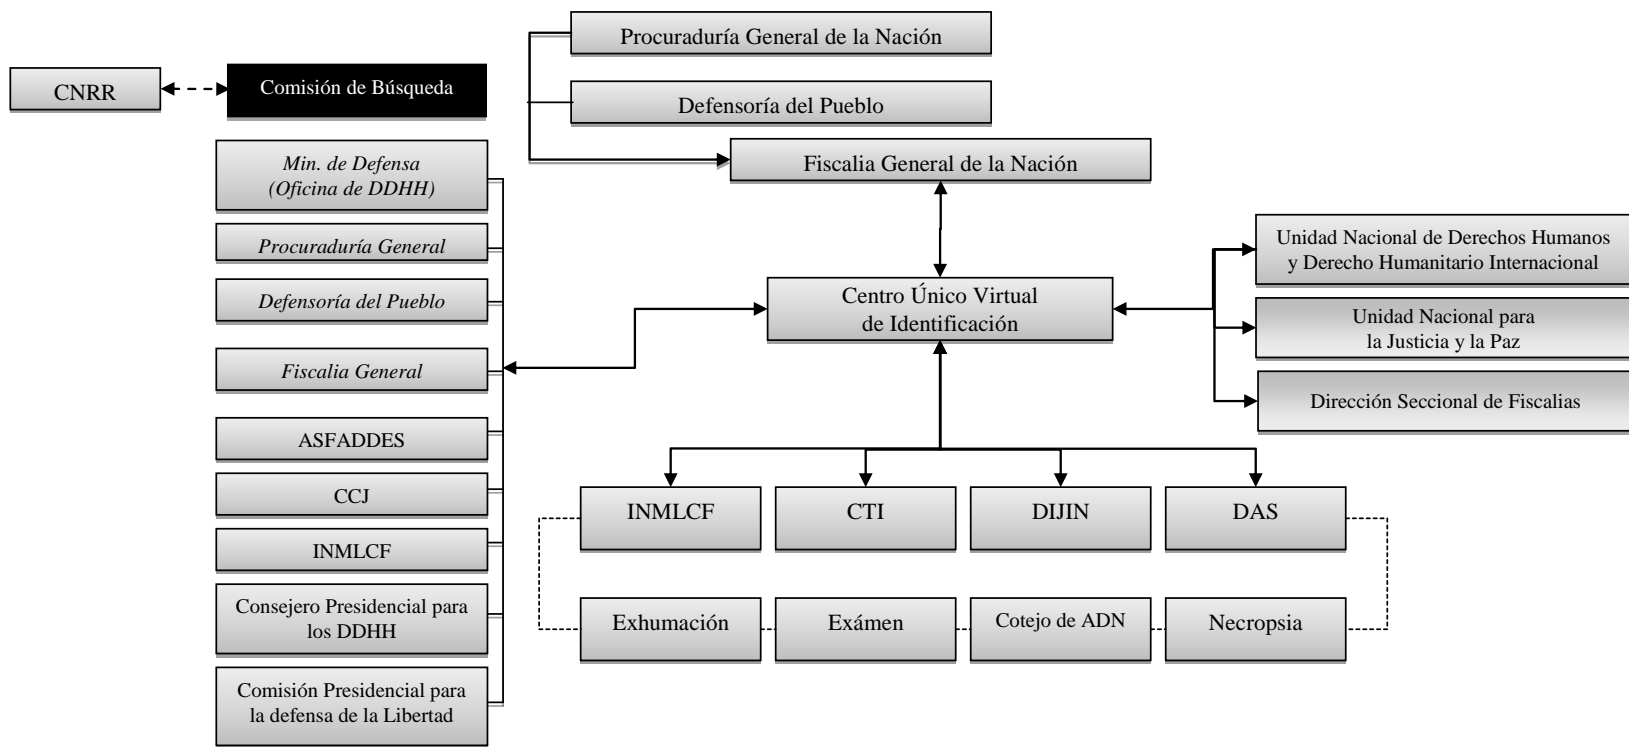 Procuraduría General de la Nación
CNRR
Comisión de Búsqueda
Defensoría del Pueblo
Fiscalia General de la Nación
Min. de Defensa
(Oficina de DDHH)
Procuraduría General
Defensoría del Pueblo
Fiscalia General
ASFADDES
CCJ
INMLCF
Consejero Presidencial para
los DDHH
Comisión Presidencial para
la defensa de la Libertad
Centro Único Virtual
de Identificación
Unidad Nacional de Derechos Humanos
y Derecho Humanitario Internacional
Unidad Nacional para
la Justicia y la Paz
Dirección Seccional de Fiscalias
INMLCF
CTI
DIJIN
DAS
Exhumación
Exámen
Cotejo de ADN
Necropsia